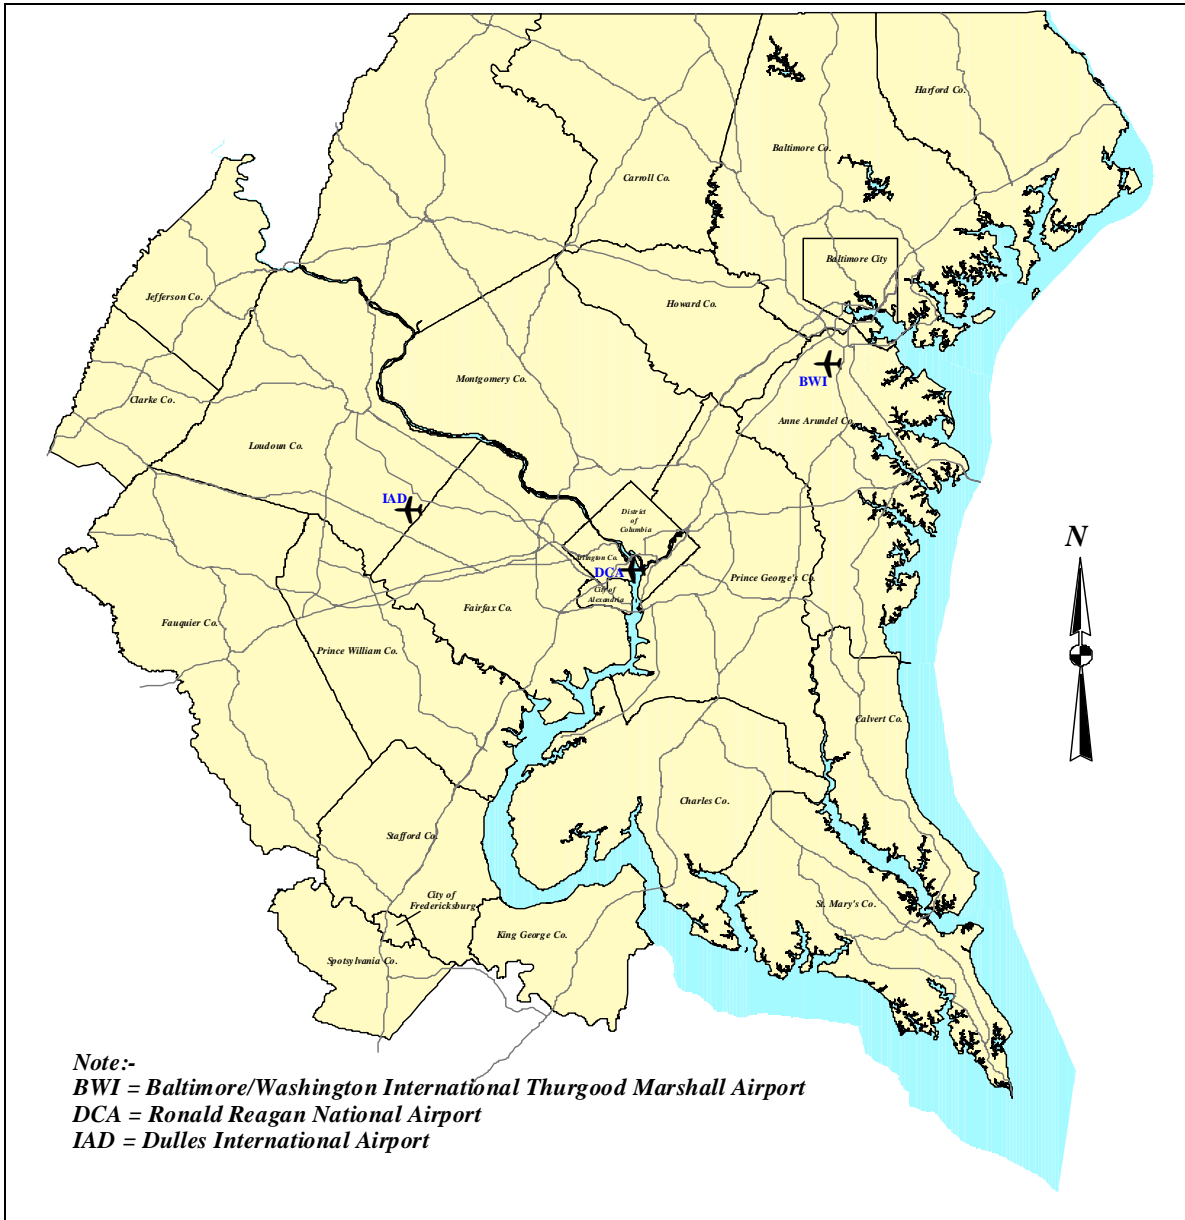 Harford Co.
Baltimore Co.
Carroll Co.
Baltimore City
Jefferson Co.
Howard Co.
BWI
Montgomery Co.
Clarke Co.
Anne Arundel Co.
Loudoun Co.
IAD
District
of
Columbia
N
Arlington Co.
DCA
Prince George's Co.
City of
Alexandria
Fairfax Co.
Fauquier Co.
Prince William Co.
Calvert Co.
Charles Co.
Stafford Co.
City of
Fredericksburg
St. Mary's Co.
King George Co.
Spotsylvania Co.
Note:-
BWI = Baltimore/Washington International Thurgood Marshall Airport
DCA = Ronald Reagan National Airport
IAD = Dulles International Airport